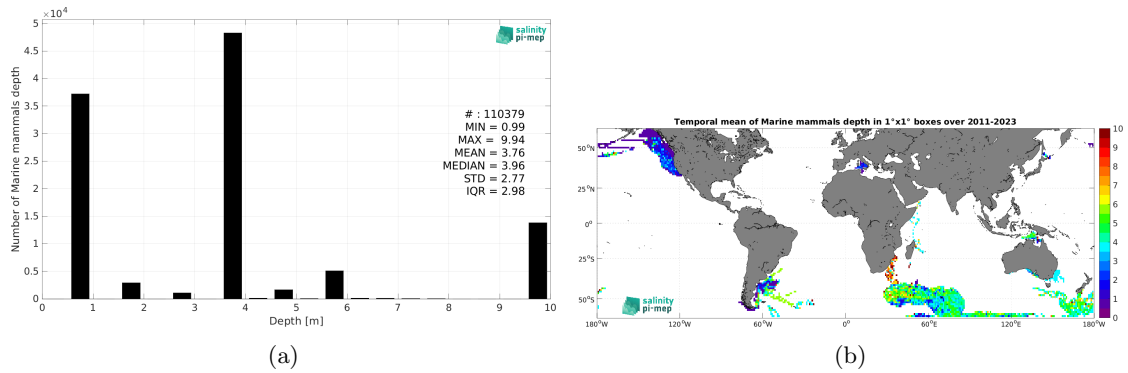 ×10⁴
5
4.5
4
3.5
3
2.5
2
1.5
1
0.5
0
Number of Marine mammals depth
salinity
pi-mep
# : 110379
MIN = 0.99
MAX = 9.94
MEAN = 3.76
MEDIAN = 3.96
STD = 2.77
IQR = 2.98
0 1 2 3 4 5 6 7 8 9 10
Depth [m]
(a)
Temporal mean of Marine mammals depth in 1°x1° boxes over 2011-2023
50°N
25°N
0°
25°S
50°S
salinity
pi-mep
180°W 120°W 60°W 0° 60°E 120°E 180°E
10
9
8
7
6
5
4
3
2
1
0
(b)